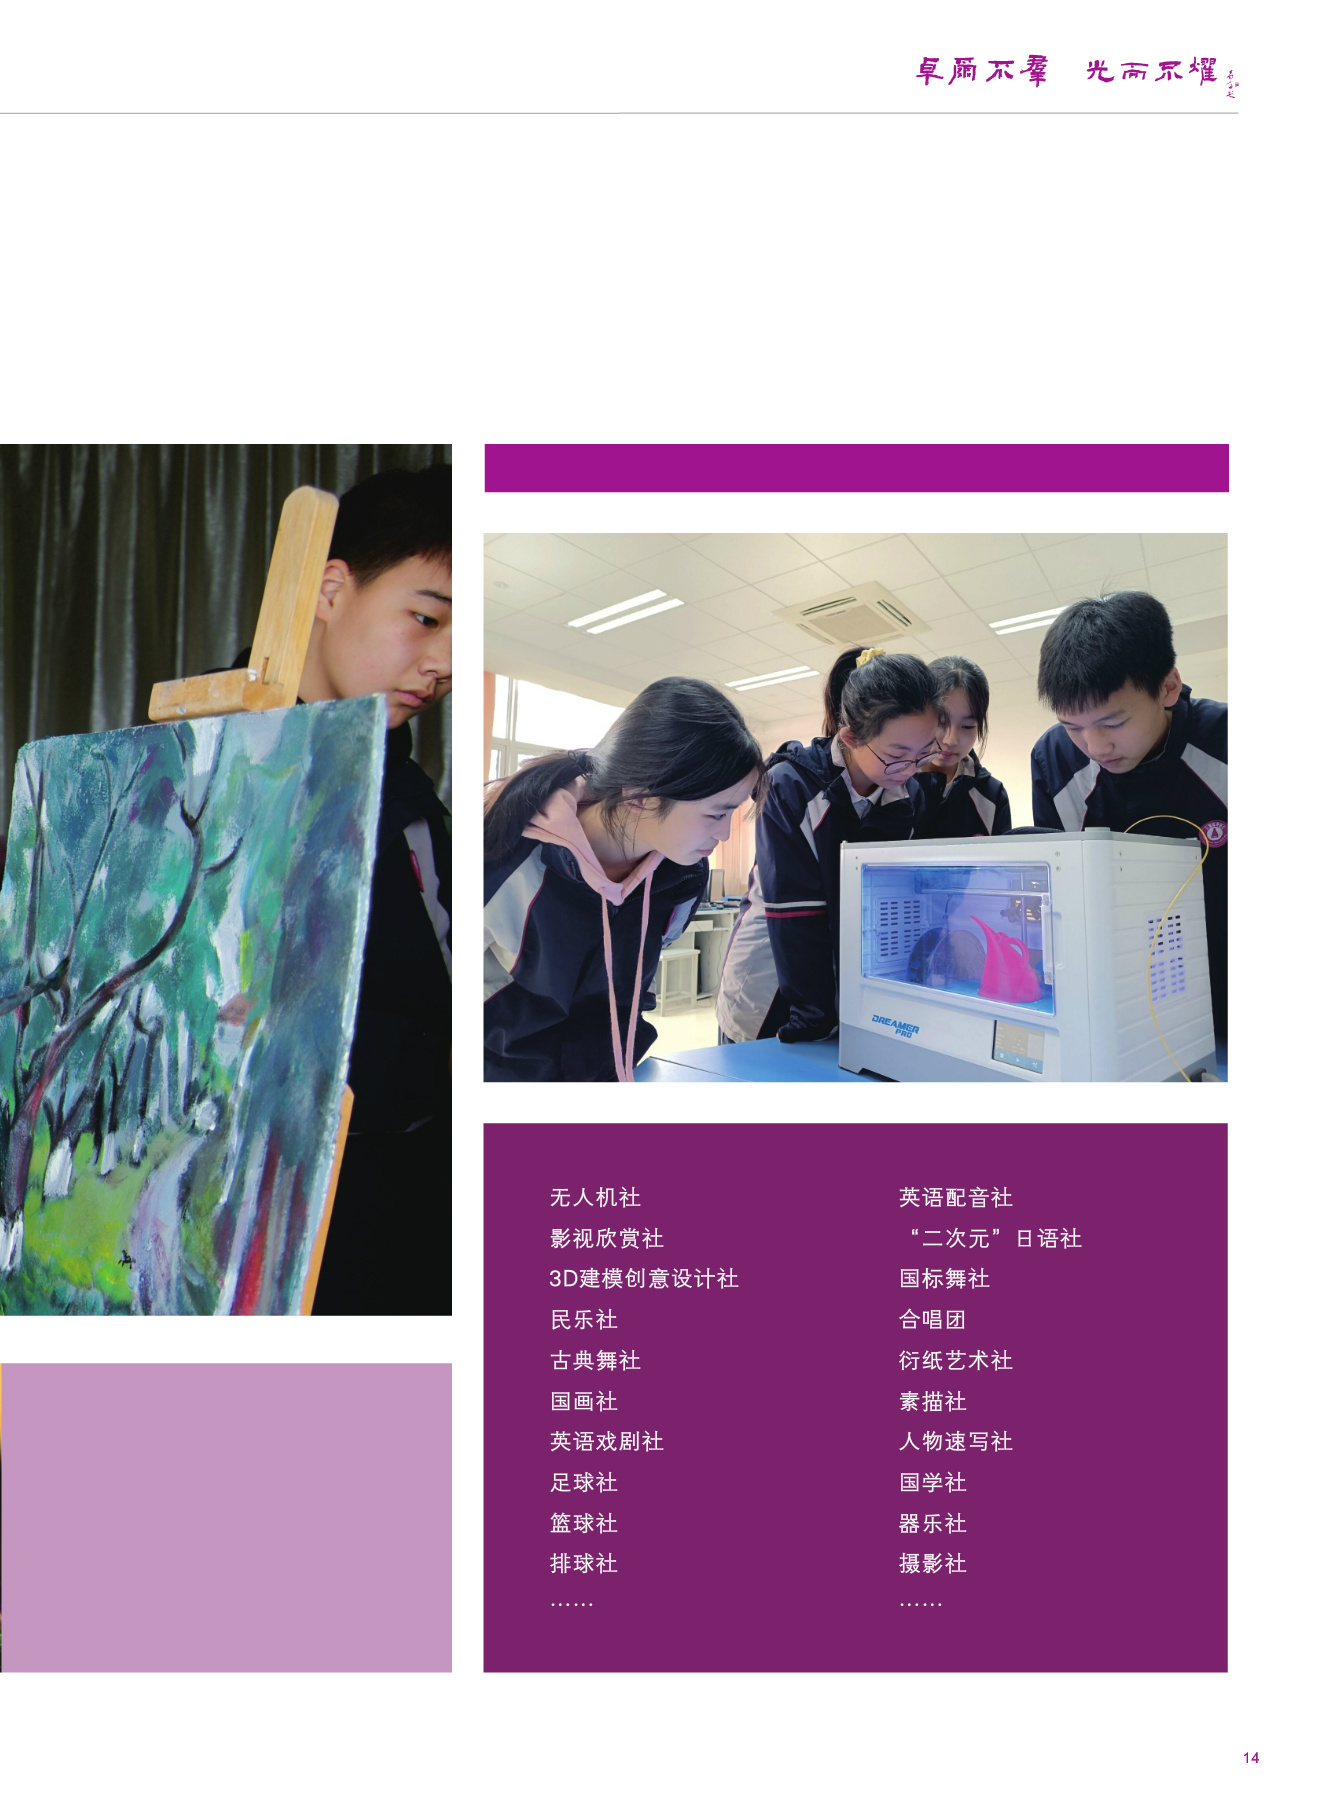 卓爾不羣 光而不耀
DREAMER
PRO
无人机社
影视欣赏社
3D建模创意设计社
民乐社
古典舞社
国画社
英语戏剧社
足球社
篮球社
排球社
……
英语配音社
“二次元”日语社
国标舞社
合唱团
衍纸艺术社
素描社
人物速写社
国学社
器乐社
摄影社
……
14